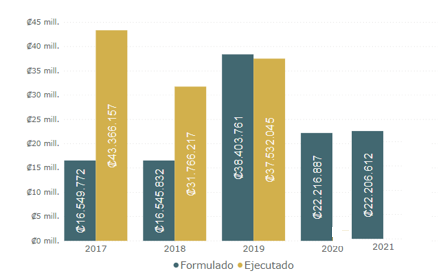 ₡45 mill.
₡40 mill.
₡35 mill.
₡30 mill.
₡25 mill.
₡20 mill.
₡15 mill.
₡10 mill.
₡5 mill.
₡0 mill.
₡16.549.772
₡43.366.157
₡16.545.832
₡31.766.217
₡38.403.761
₡37.532.045
₡22.216.887
₡22.206.612
2017
2018
2019
2020
2021
Formulado
Ejecutado